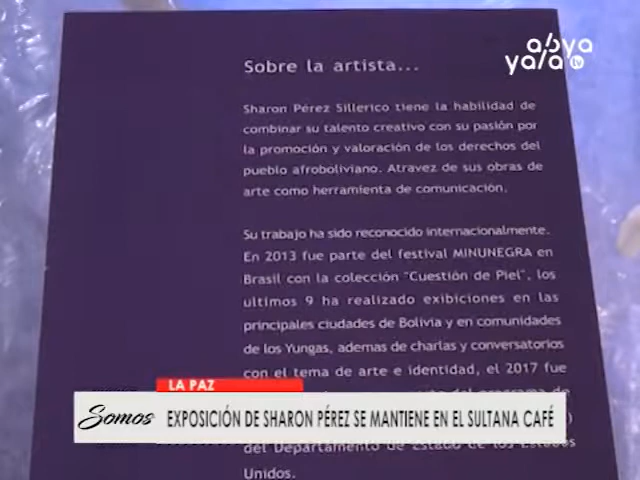 abya
yala tv
Sobre la artista...
Sharon Pérez Sillerico tiene la habilidad de
combinar su talento creativo con su pasión por
la promoción y valoración de los derechos del
pueblo afroboliviano. Atravez de sus obras de
arte como herramienta de comunicación.
Su trabajo ha sido reconocido internacionalmente.
En 2013 fue parte del festival MINUNEGRA en
Brasil con la colección "Cuestión de Piel", los
ultimos 9 ha realizado exibiciones en las
principales ciudades de Bolivia y en comunidades
de los Yungas, ademas de charlas y conversatorios
con el tema de arte e identidad, el 2017 fue
programa de
LA PAZ
Somos EXPOSICIÓN DE SHARON PÉREZ SE MANTIENE EN EL SULTANA CAFÉ
del Departamento de Estado de los Estados
Unidos.